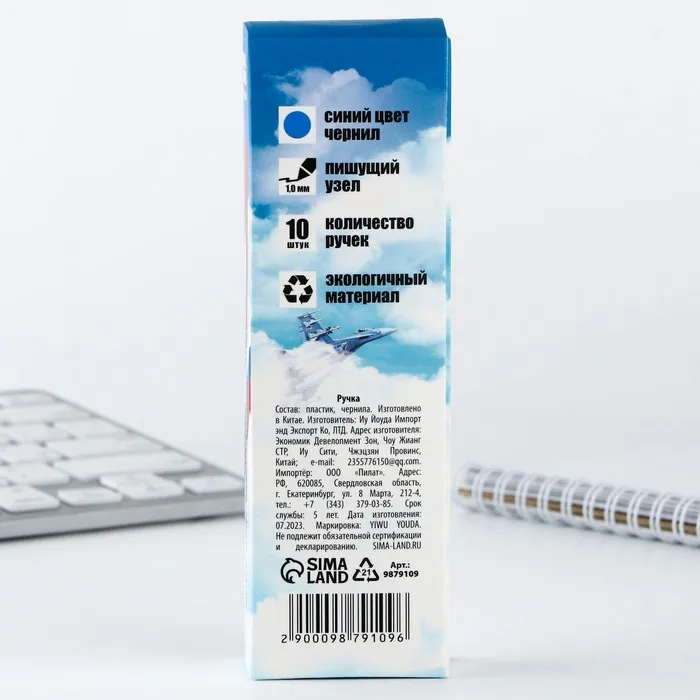 синий цвет
чернил
1,0 мм
пишущий
узел
10
штук
количество
ручек
экологичный
материал
Ручка
Состав: пластик, чернила. Изготовлено
в Китае. Изготовитель: Иу Йоуда Импорт
энд Экспорт Ко, ЛТД. Адрес изготовителя:
Экономик Девелопмент Зон, Чоу Жианг
СТР, Иу Сити, Чжэцзян Провинс,
Китай; e-mail: 2355776150@qq.com.
Импортёр: ООО «Пилат». Адрес:
РФ, 620085, Свердловская область,
г. Екатеринбург, ул. 8 Марта, 212-4,
тел.: +7 (343) 379-03-85. Срок
службы: 5 лет. Дата изготовления:
07.2023. Маркировка: YIWU YOUDA.
Не подлежит обязательной сертификации
и декларированию. SIMA-LAND.RU
SIMA
LAND
21
Арт.:
9879109
2 900098 791096